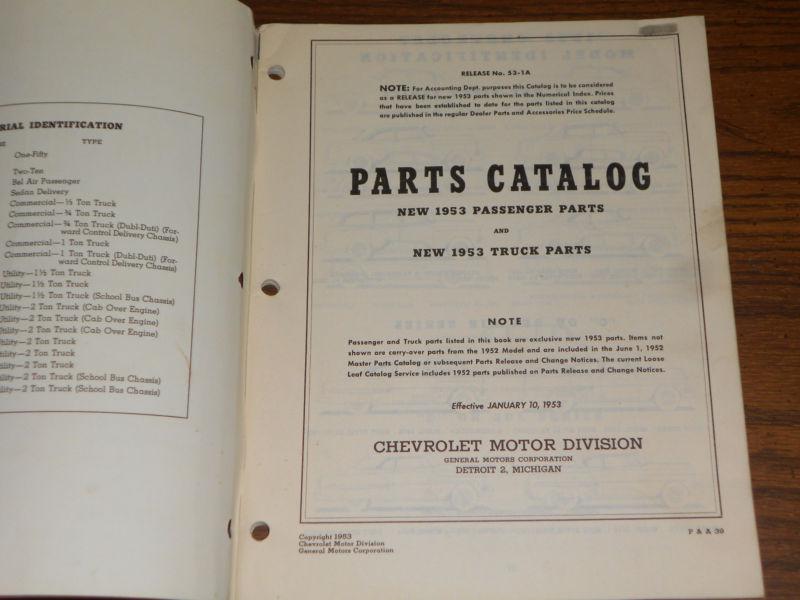 RIAL IDENTIFICATION
TYPE
One-Fifty
Two-Ten
Bel Air Passenger
Sedan Delivery
Commercial—½ Ton Truck
Commercial—¾ Ton Truck
Commercial—¾ Ton Truck (Dubl-Duti) (For-
ward Control Delivery Chassis)
Commercial—1 Ton Truck
Commercial—1 Ton Truck (Dubl-Duti) (For-
ward Control Delivery Chassis)
Utility—1½ Ton Truck
Utility—1½ Ton Truck
Utility—1½ Ton Truck (School Bus Chassis)
Utility—2 Ton Truck (Cab Over Engine)
Utility—2 Ton Truck (Cab Over Engine)
Utility—2 Ton Truck (Cab Over Engine)
Utility—2 Ton Truck
Utility—2 Ton Truck
Utility—2 Ton Truck
ility—2 Ton Truck (School Bus Chassis)
ility—2 Ton Truck (School Bus Chassis)
RELEASE No. 53-1A
NOTE: For Accounting Dept. purposes this Catalog is to be considered
as a RELEASE for new 1953 parts shown in the Numerical Index. Prices
that have been established to date for the parts listed in this catalog
are published in the regular Dealer Parts and Accessories Price Schedule.
PARTS CATALOG
NEW 1953 PASSENGER PARTS
AND
NEW 1953 TRUCK PARTS
NOTE
Passenger and Truck parts listed in this book are exclusive new 1953 parts. Items not
shown are carry-over parts from the 1952 Model and are included in the June 1, 1952
Master Parts Catalog or subsequent Parts Release and Change Notices. The current Loose
Leaf Catalog Service includes 1952 parts published on Parts Release and Change Notices.
Effective JANUARY 10, 1953
CHEVROLET MOTOR DIVISION
GENERAL MOTORS CORPORATION
DETROIT 2, MICHIGAN
Copyright 1953
Chevrolet Motor Division
General Motors Corporation
P & A 30